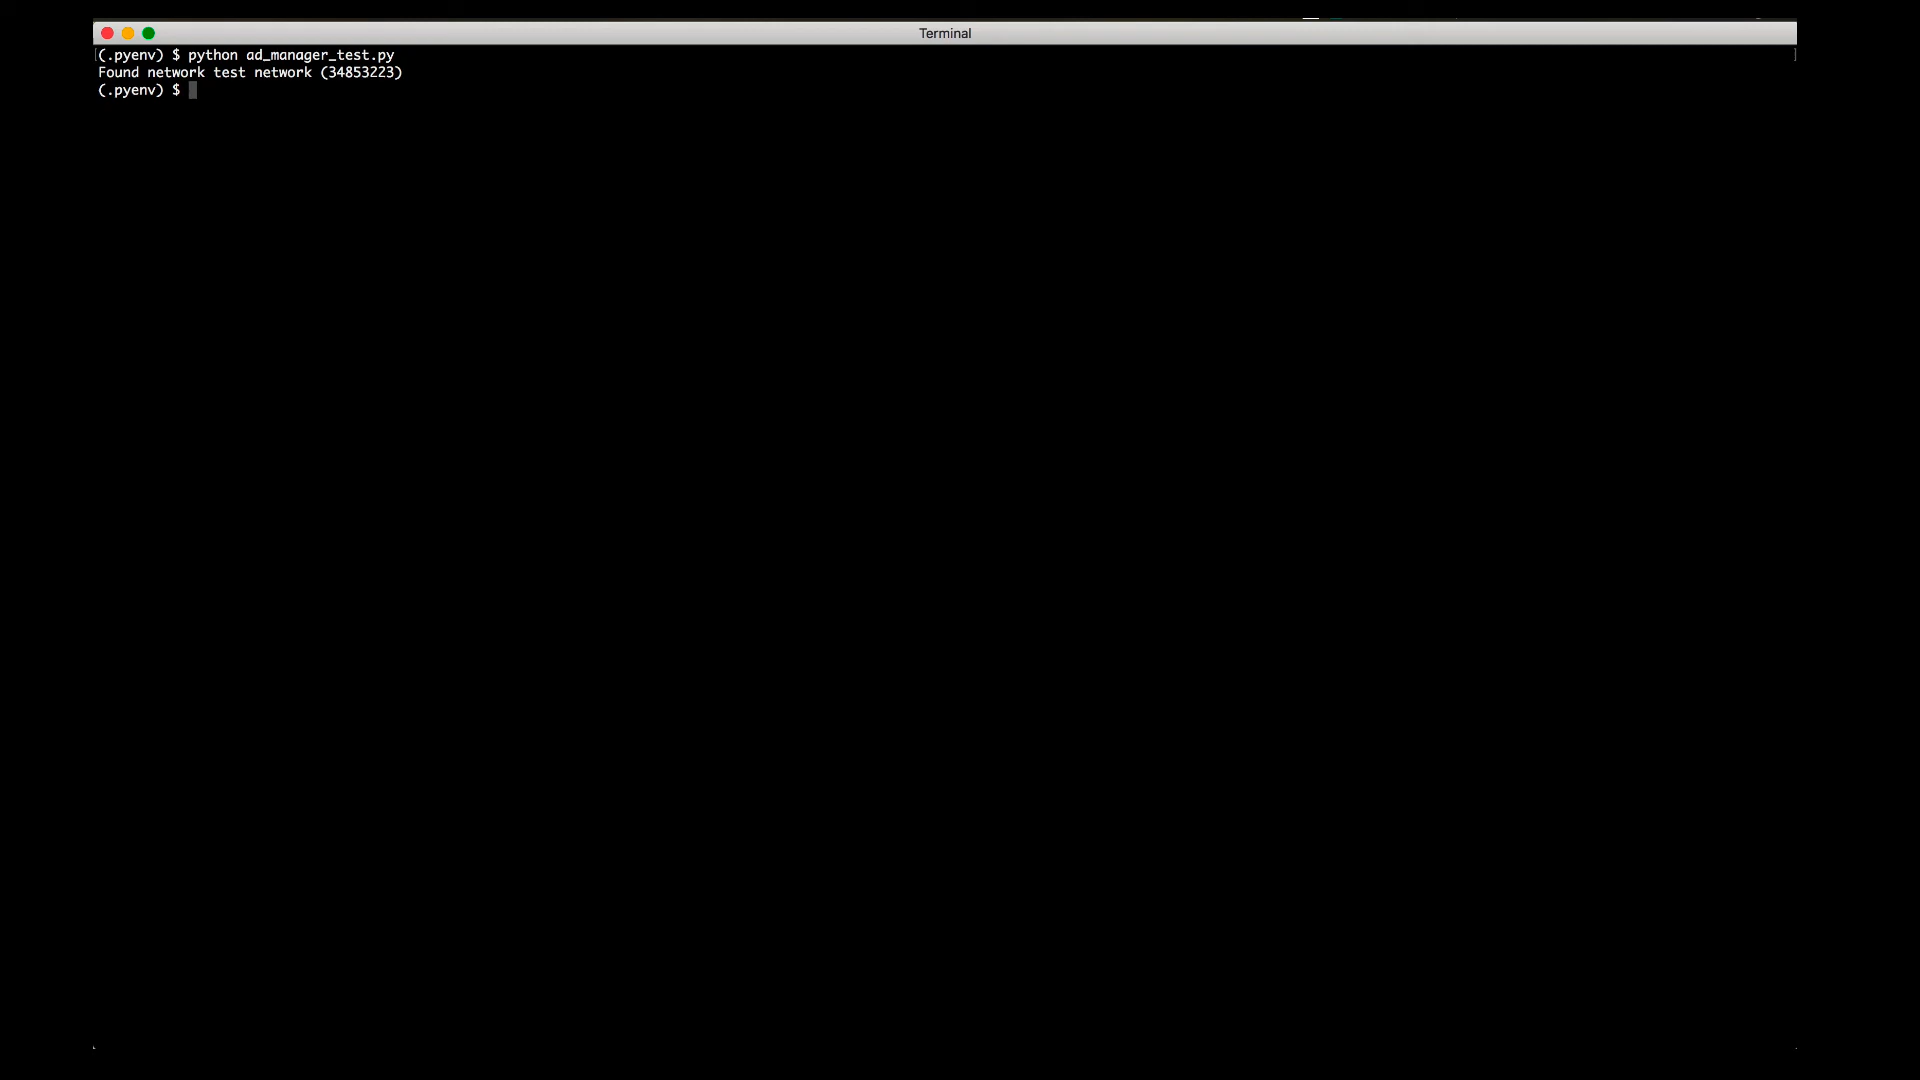 Terminal
(.pyenv) $ python ad_manager_test.py
Found network test network (34853223)
(.pyenv) $